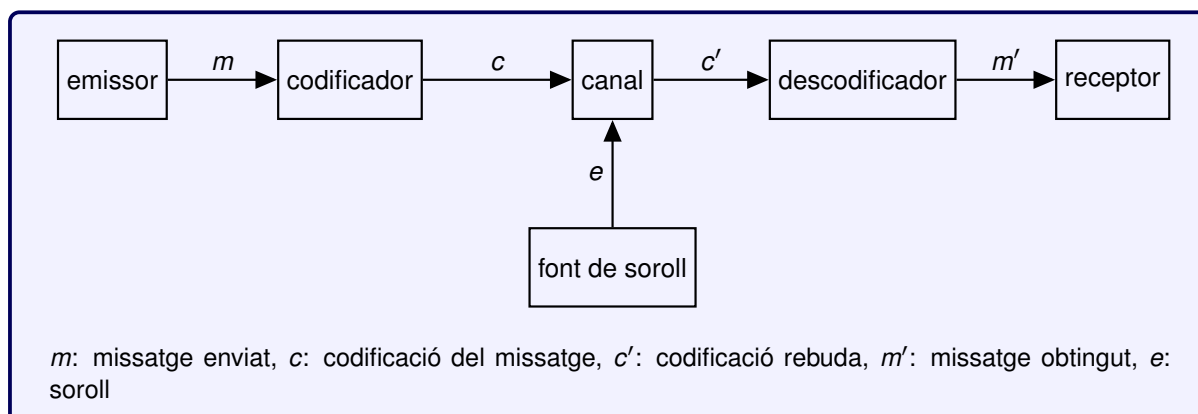 emissor
m
codificador
c
canal
c′
descodificador
m′
receptor
e
font de soroll
m: missatge enviat, c: codificació del missatge, c′: codificació rebuda, m′: missatge obtingut, e:
soroll